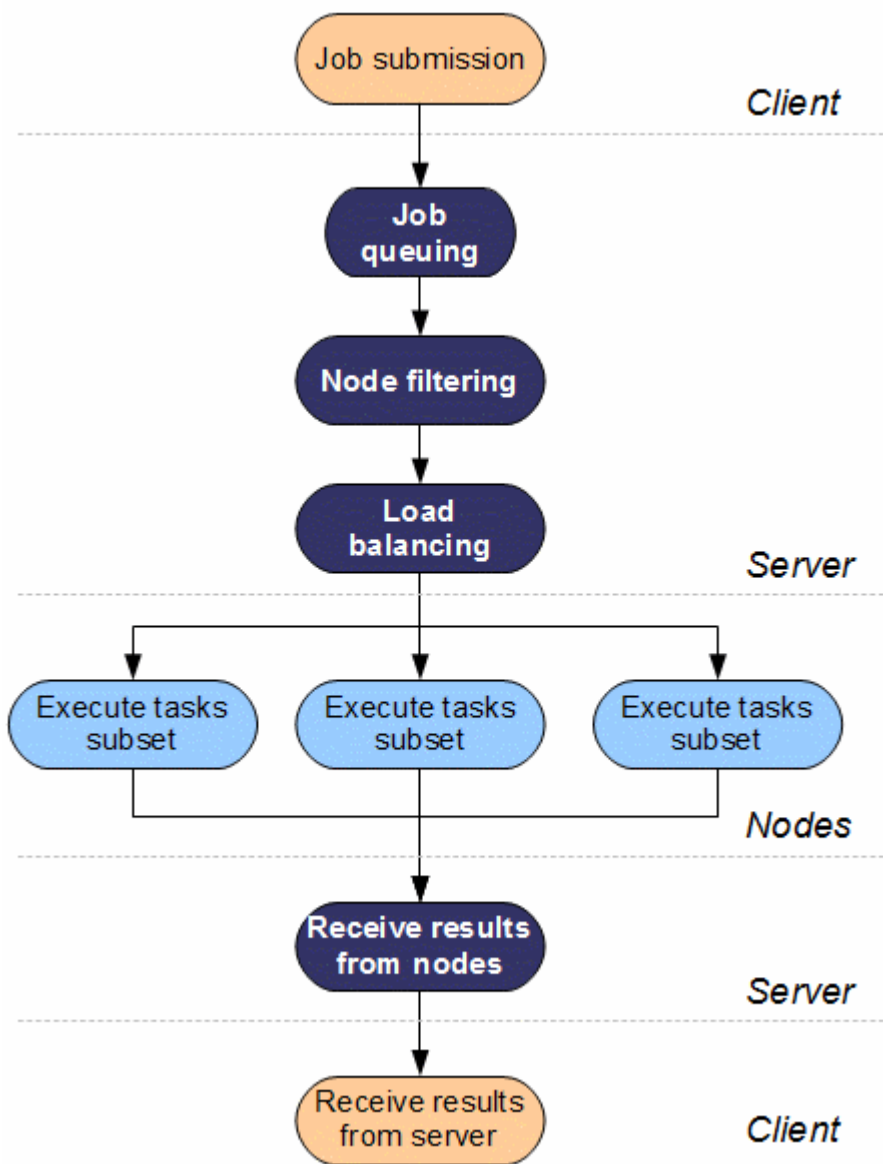 Job submission
Client
Job
queuing
Node filtering
Load
balancing
Server
Execute tasks
subset
Execute tasks
subset
Execute tasks
subset
Nodes
Receive results
from nodes
Server
Receive results
from server
Client